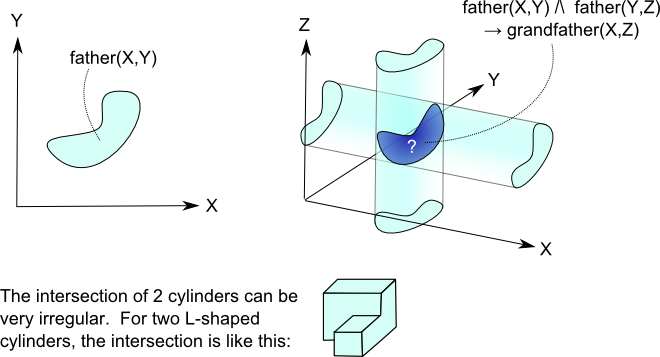 Y
father(X,Y)
X
father(X,Y) /\ father(Y,Z)
→ grandfather(X,Z)
Z
Y
?
X
The intersection of 2 cylinders can be
very irregular.  For two L-shaped
cylinders, the intersection is like this: